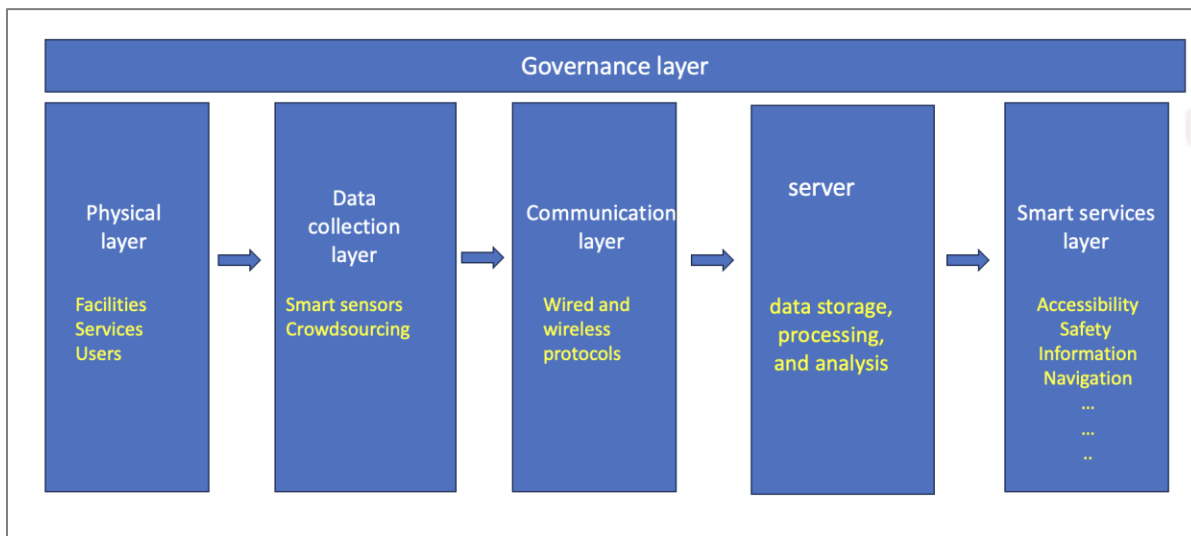 Governance layer
Physical
layer
Facilities
Services
Users
Data
collection
layer
Smart sensors
Crowdsourcing
Communication
layer
Wired and
wireless
protocols
server
data storage,
processing,
and analysis
Smart services
layer
Accessibility
Safety
Information
Navigation
...
...
..